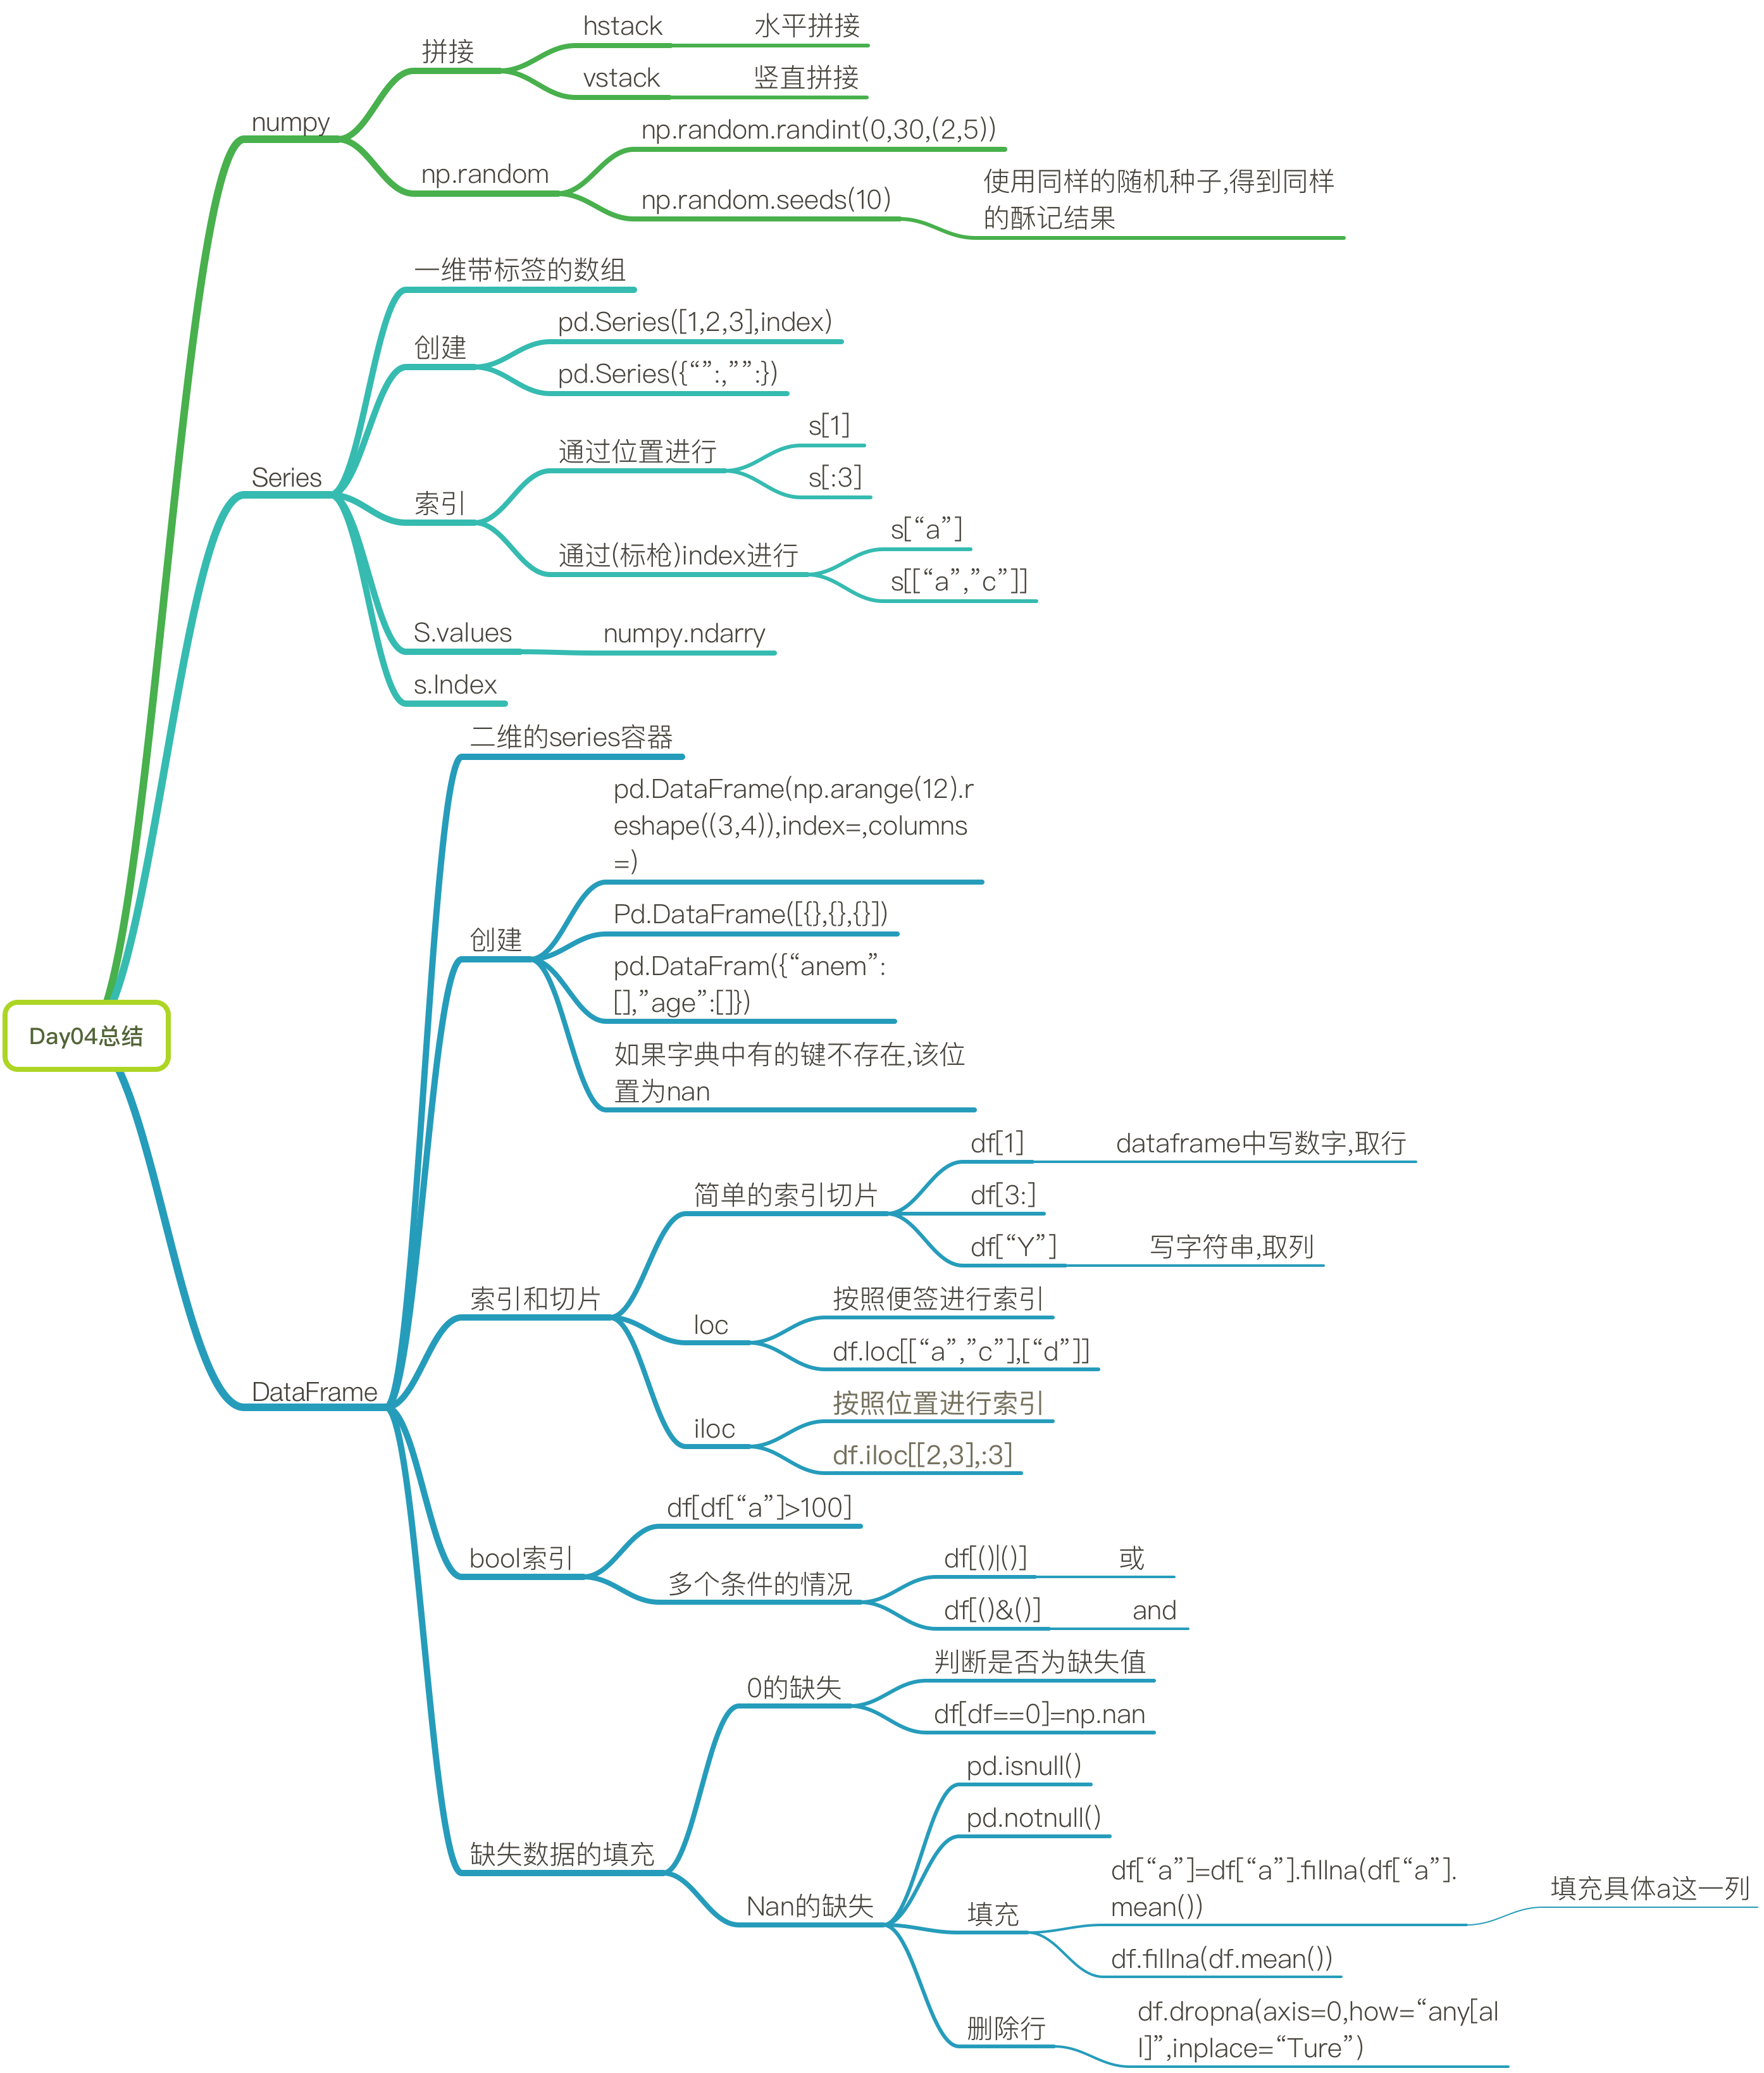 hstack
水平拼接
拼接
vstack
竖直拼接
numpy
np.random.randint(0,30,(2,5))
np.random
np.random.seeds(10)
使用同样的随机种子,得到同样
的酥记结果
一维带标签的数组
创建
pd.Series([1,2,3],index)
pd.Series({“”:,””:})
Series
索引
通过位置进行
s[1]
s[:3]
通过(标枪)index进行
s[“a”]
s[[“a”,”c”]]
S.values
numpy.ndarry
s.Index
Day04总结
DataFrame
二维的series容器
创建
pd.DataFrame(np.arange(12).r
eshape((3,4)),index=,columns
=)
Pd.DataFrame([{},{},{}])
pd.DataFram({“anem”:
[],”age”:[]})
如果字典中有的键不存在,该位
置为nan
索引和切片
简单的索引切片
df[1]
dataframe中写数字,取行
df[3:]
df[“Y”]
写字符串,取列
loc
按照便签进行索引
df.loc[[“a”,”c”],[“d”]]
iloc
按照位置进行索引
df.iloc[[2,3],:3]
bool索引
df[df[“a”]>100]
多个条件的情况
df[()|()]
或
df[()&()]
and
缺失数据的填充
0的缺失
判断是否为缺失值
df[df==0]=np.nan
Nan的缺失
pd.isnull()
pd.notnull()
填充
df[“a”]=df[“a”].fillna(df[“a”].
mean())
填充具体a这一列
df.fillna(df.mean())
删除行
df.dropna(axis=0,how=“any[al
l]”,inplace=“Ture”)